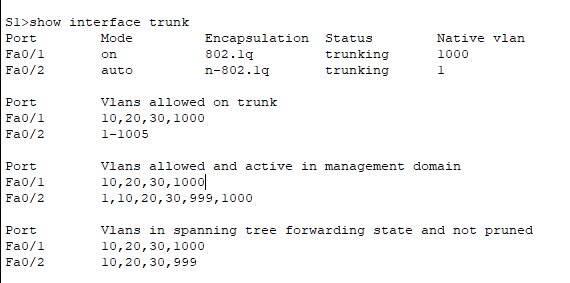 S1>show interface trunk
Port Mode Encapsulation Status Native vlan
Fa0/1 on 802.1q trunking 1000
Fa0/2 auto n-802.1q trunking 1
Port Vlans allowed on trunk
Fa0/1 10,20,30,1000
Fa0/2 1-1005
Port Vlans allowed and active in management domain
Fa0/1 10,20,30,1000
Fa0/2 1,10,20,30,999,1000
Port Vlans in spanning tree forwarding state and not pruned
Fa0/1 10,20,30,1000
Fa0/2 10,20,30,999